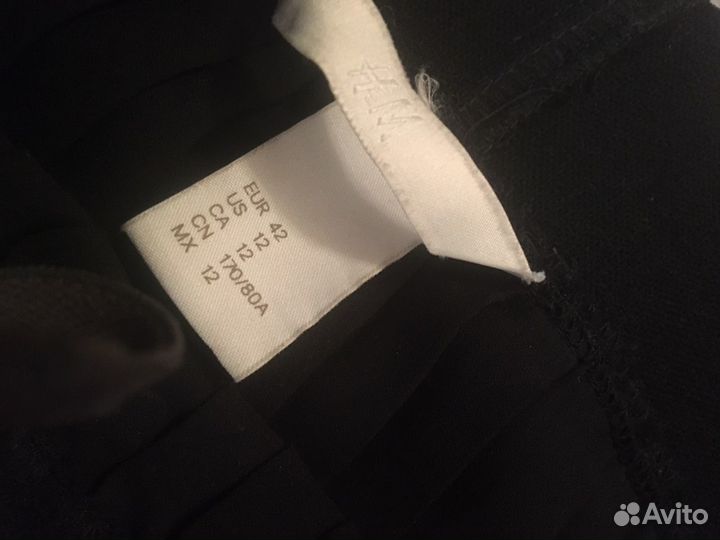 H&M
EUR 42
US 12
CA 12
CN 170/80A
MX 12
Avito